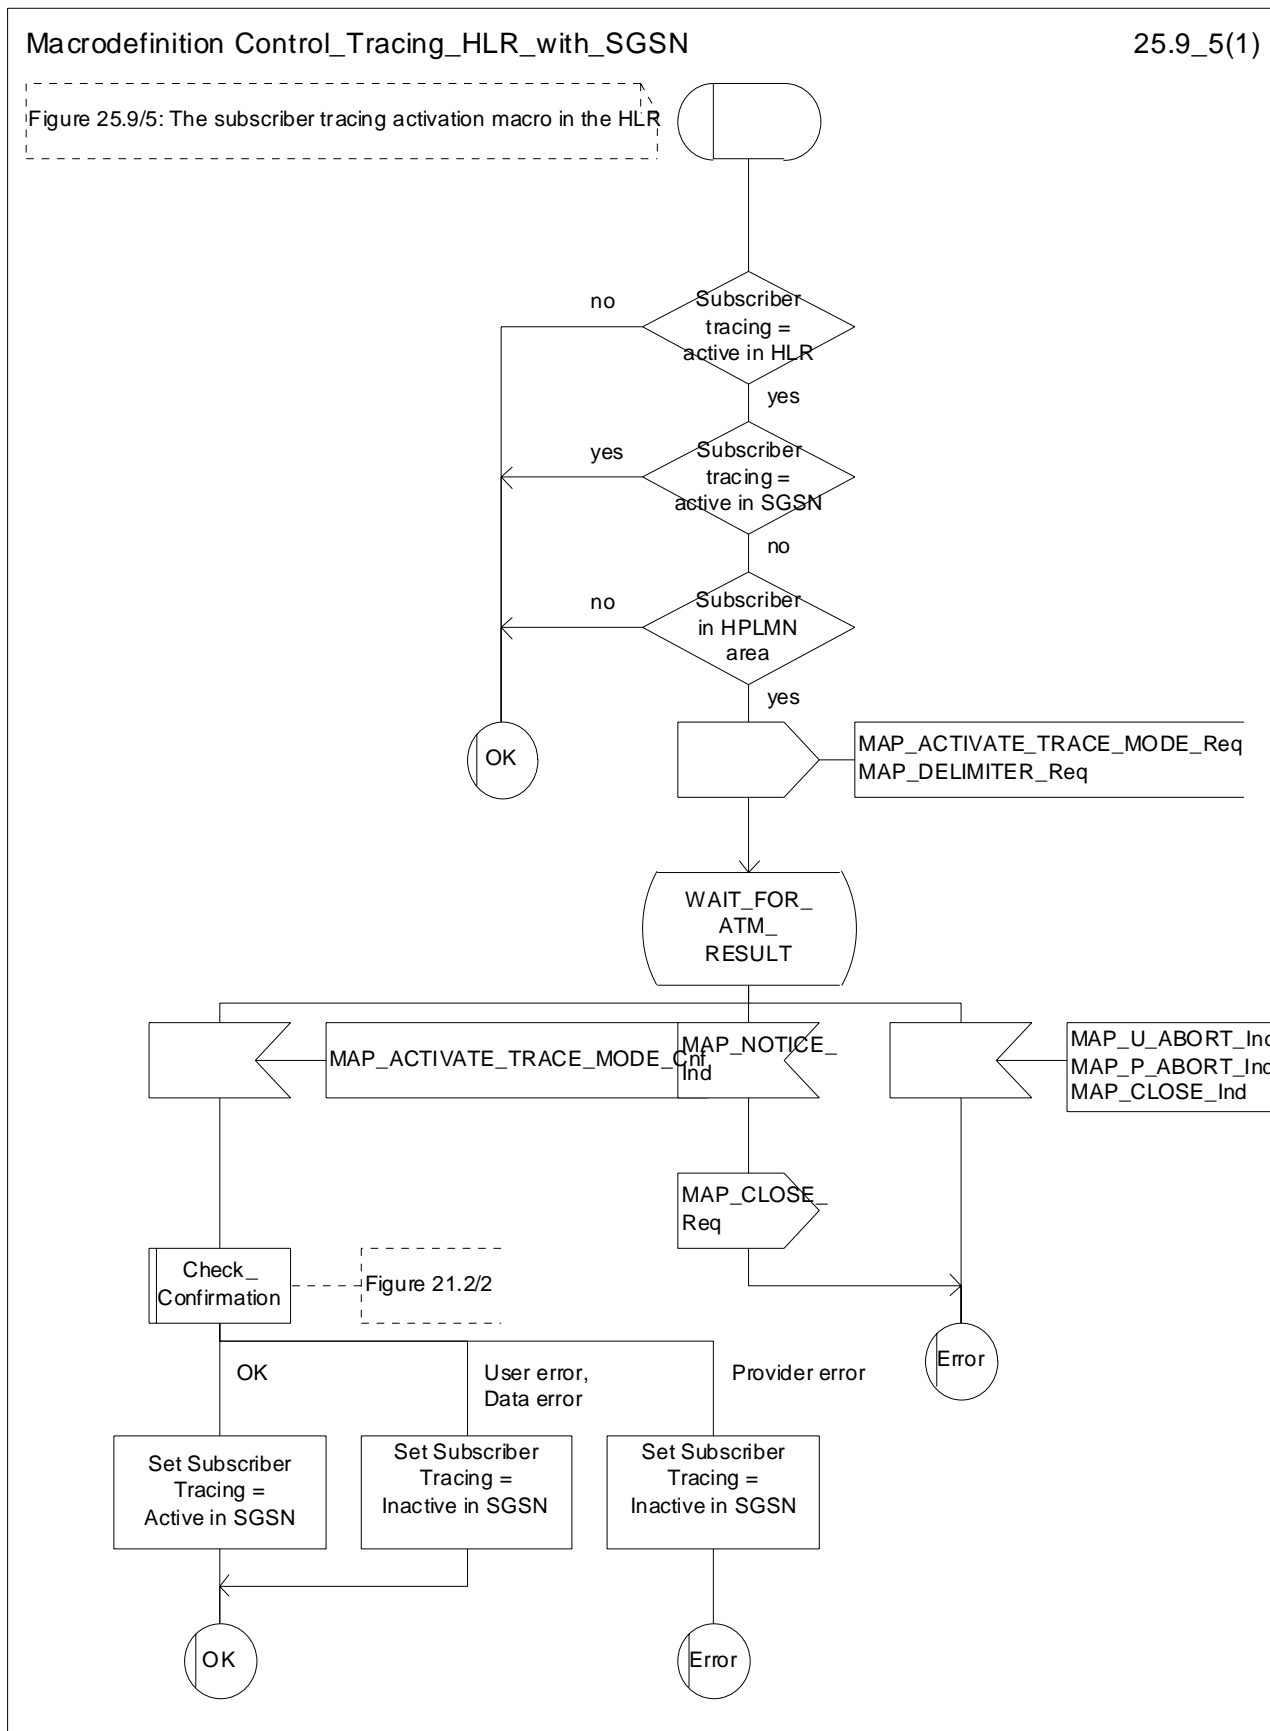 Macrodefinition Control_Tracing_HLR_with_SGSN
25.9_5(1)
Figure 25.9/5: The subscriber tracing activation macro in the HLR
no
Subscriber
tracing =
active in HLR
yes
yes
Subscriber
tracing =
active in SGSN
no
no
Subscriber
in HPLMN
area
yes
OK
MAP_ACTIVATE_TRACE_MODE_Req
MAP_DELIMITER_Req
WAIT_FOR_
ATM_
RESULT
MAP_ACTIVATE_TRACE_MODE_Cnf
MAP_NOTICE_
Ind
MAP_U_ABORT_Ind
MAP_P_ABORT_Ind
MAP_CLOSE_Ind
MAP_CLOSE_
Req
Check_
Confirmation
Figure 21.2/2
Error
OK
User error,
Data error
Provider error
Set Subscriber
Tracing =
Active in SGSN
Set Subscriber
Tracing =
Inactive in SGSN
Set Subscriber
Tracing =
Inactive in SGSN
OK
Error